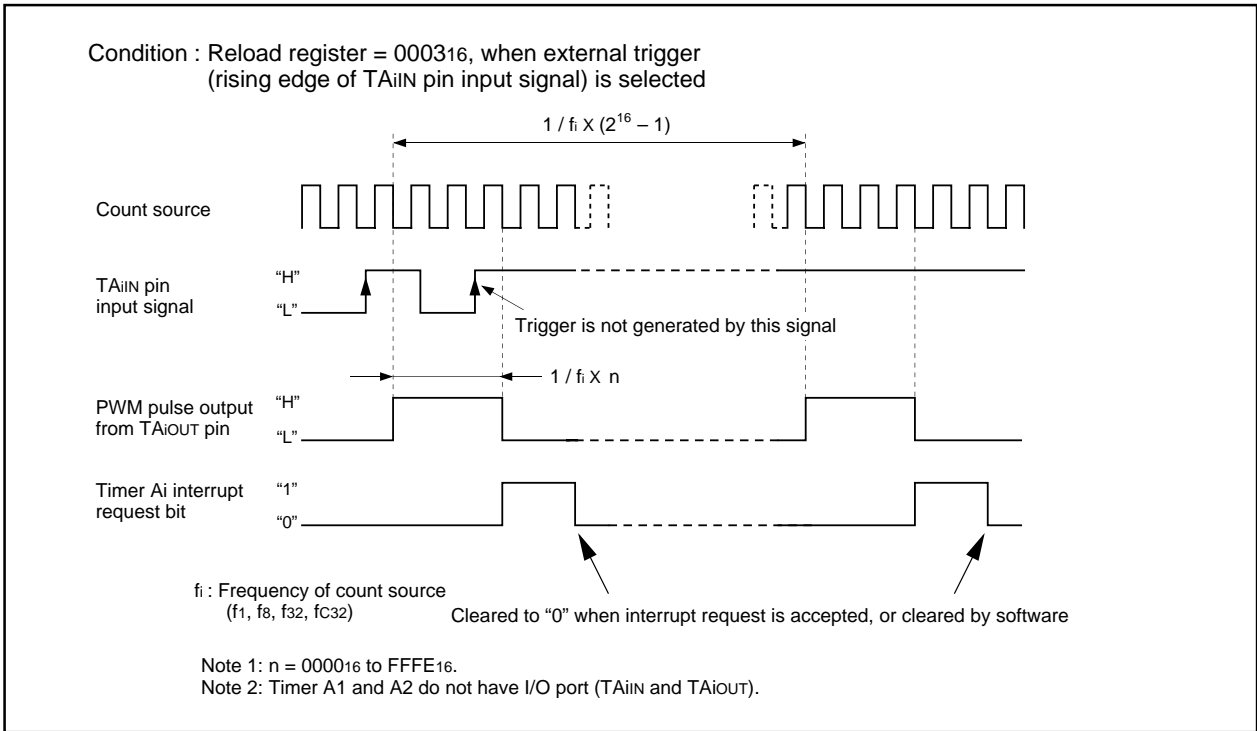 Condition : Reload register = 000316, when external trigger
(rising edge of TAiIN pin input signal) is selected
1 / fi X (2^16 – 1)
Count source
TAiIN pin
input signal
“H”
“L”
Trigger is not generated by this signal
1 / fi X n
PWM pulse output
from TAiOUT pin
“H”
“L”
Timer Ai interrupt
request bit
“1”
“0”
fi : Frequency of count source
(f1, f8, f32, fC32)
Cleared to “0” when interrupt request is accepted, or cleared by software
Note 1: n = 000016 to FFFE16.
Note 2: Timer A1 and A2 do not have I/O port (TAiIN and TAiOUT).